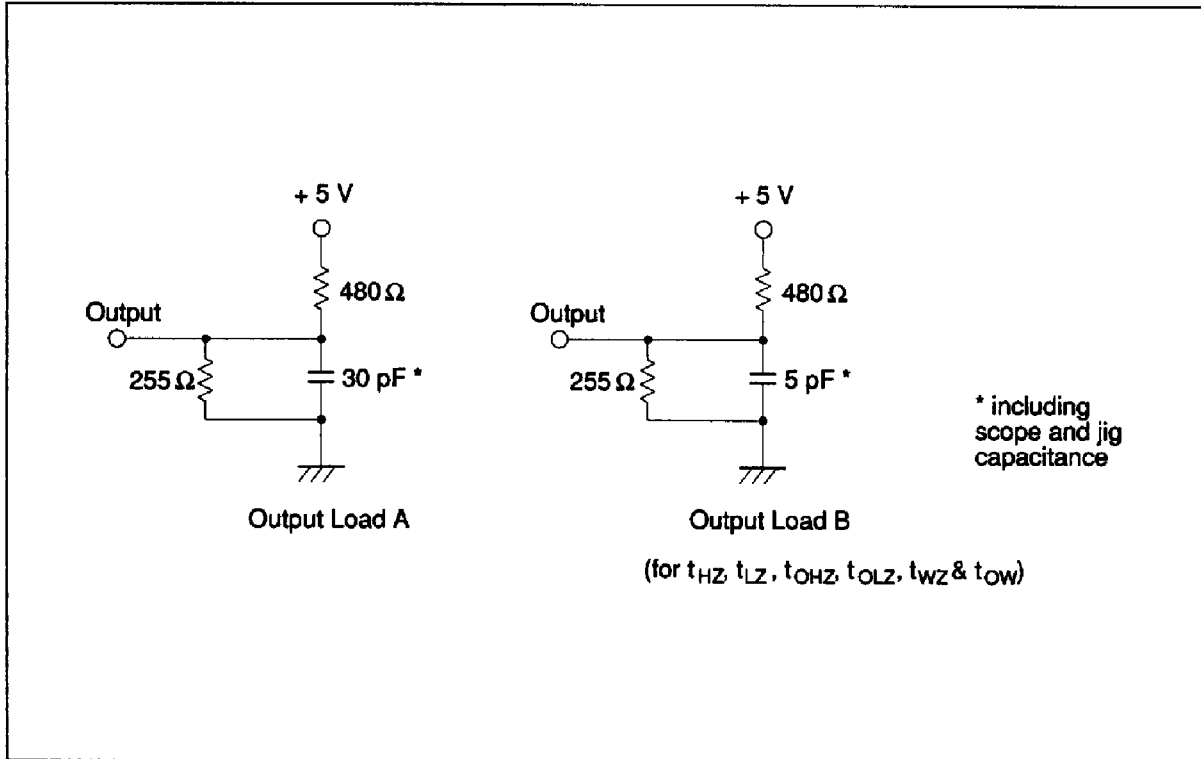 + 5 V
480 Ω
Output
255 Ω
30 pF *
Output Load A
+ 5 V
480 Ω
Output
255 Ω
5 pF *
Output Load B
(for tHZ, tLZ, tOHZ, tOLZ, tWZ & tOW)
* including
scope and jig
capacitance